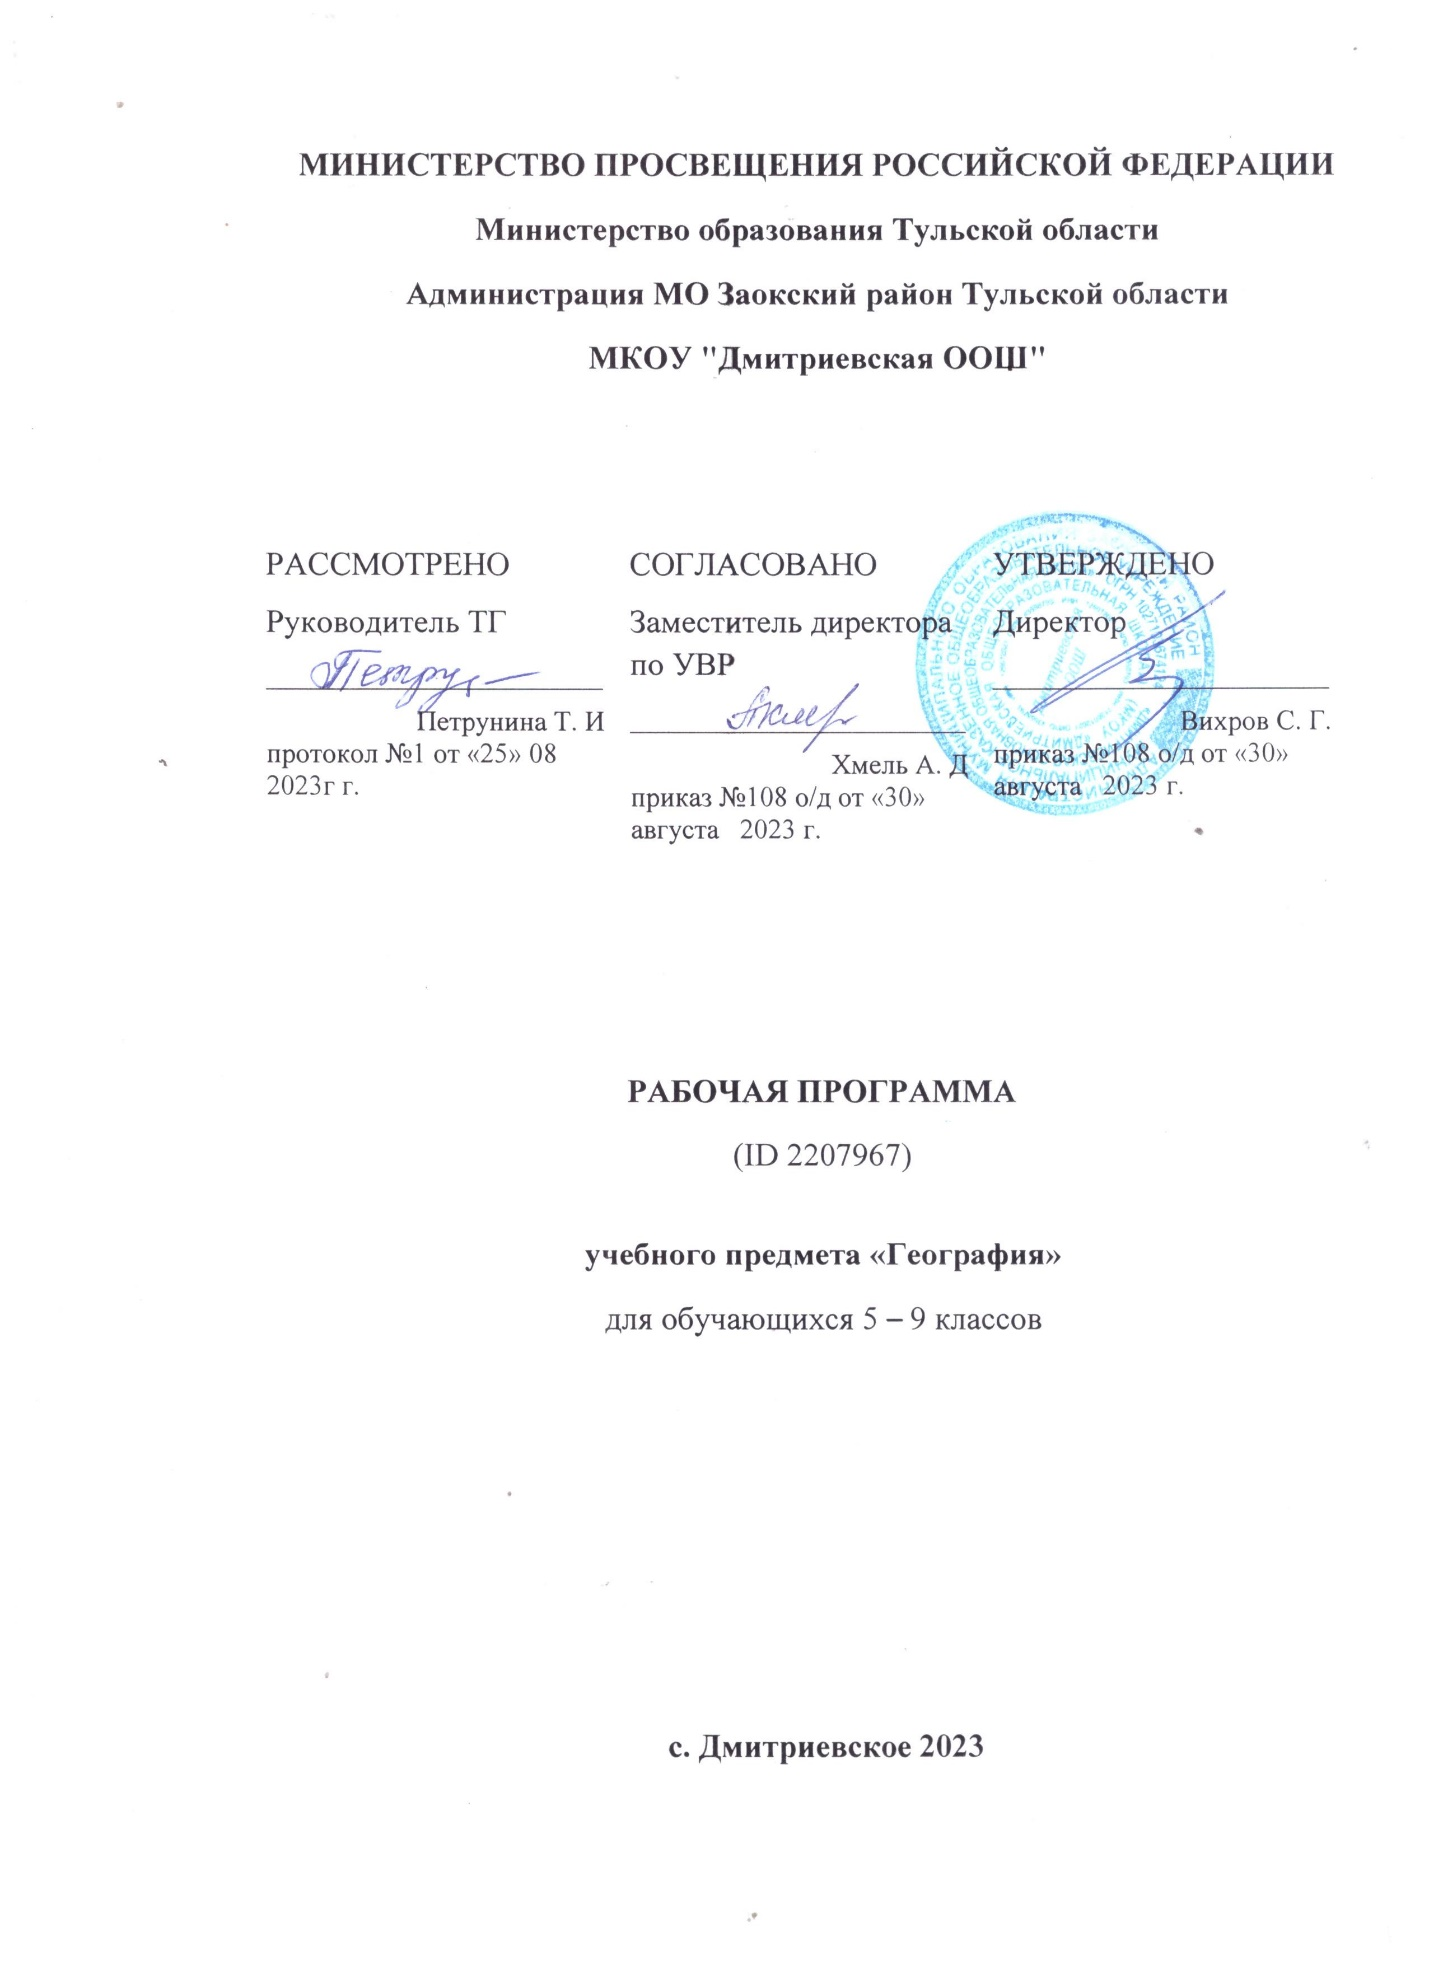 МИНИСТЕРСТВО ПРОСВЕЩЕНИЯ РОССИЙСКОЙ ФЕДЕРАЦИИ
Министерство образования Тульской области
Администрация МО Заокский район Тульской области
МКОУ "Дмитриевская ООШ"
РАССМОТРЕНО
Руководитель ТГ
Петрунина Т. И
протокол №1 от «25» 08
2023г г.
СОГЛАСОВАНО
Заместитель директора
по УВР
Хмель А. Д
приказ №108 о/д от «30»
августа 2023 г.
УТВЕРЖДЕНО
Директор
Вихров С. Г.
приказ №108 о/д от «30»
августа 2023 г.
РАБОЧАЯ ПРОГРАММА
(ID 2207967)
учебного предмета «География»
для обучающихся 5 – 9 классов
с. Дмитриевское 2023